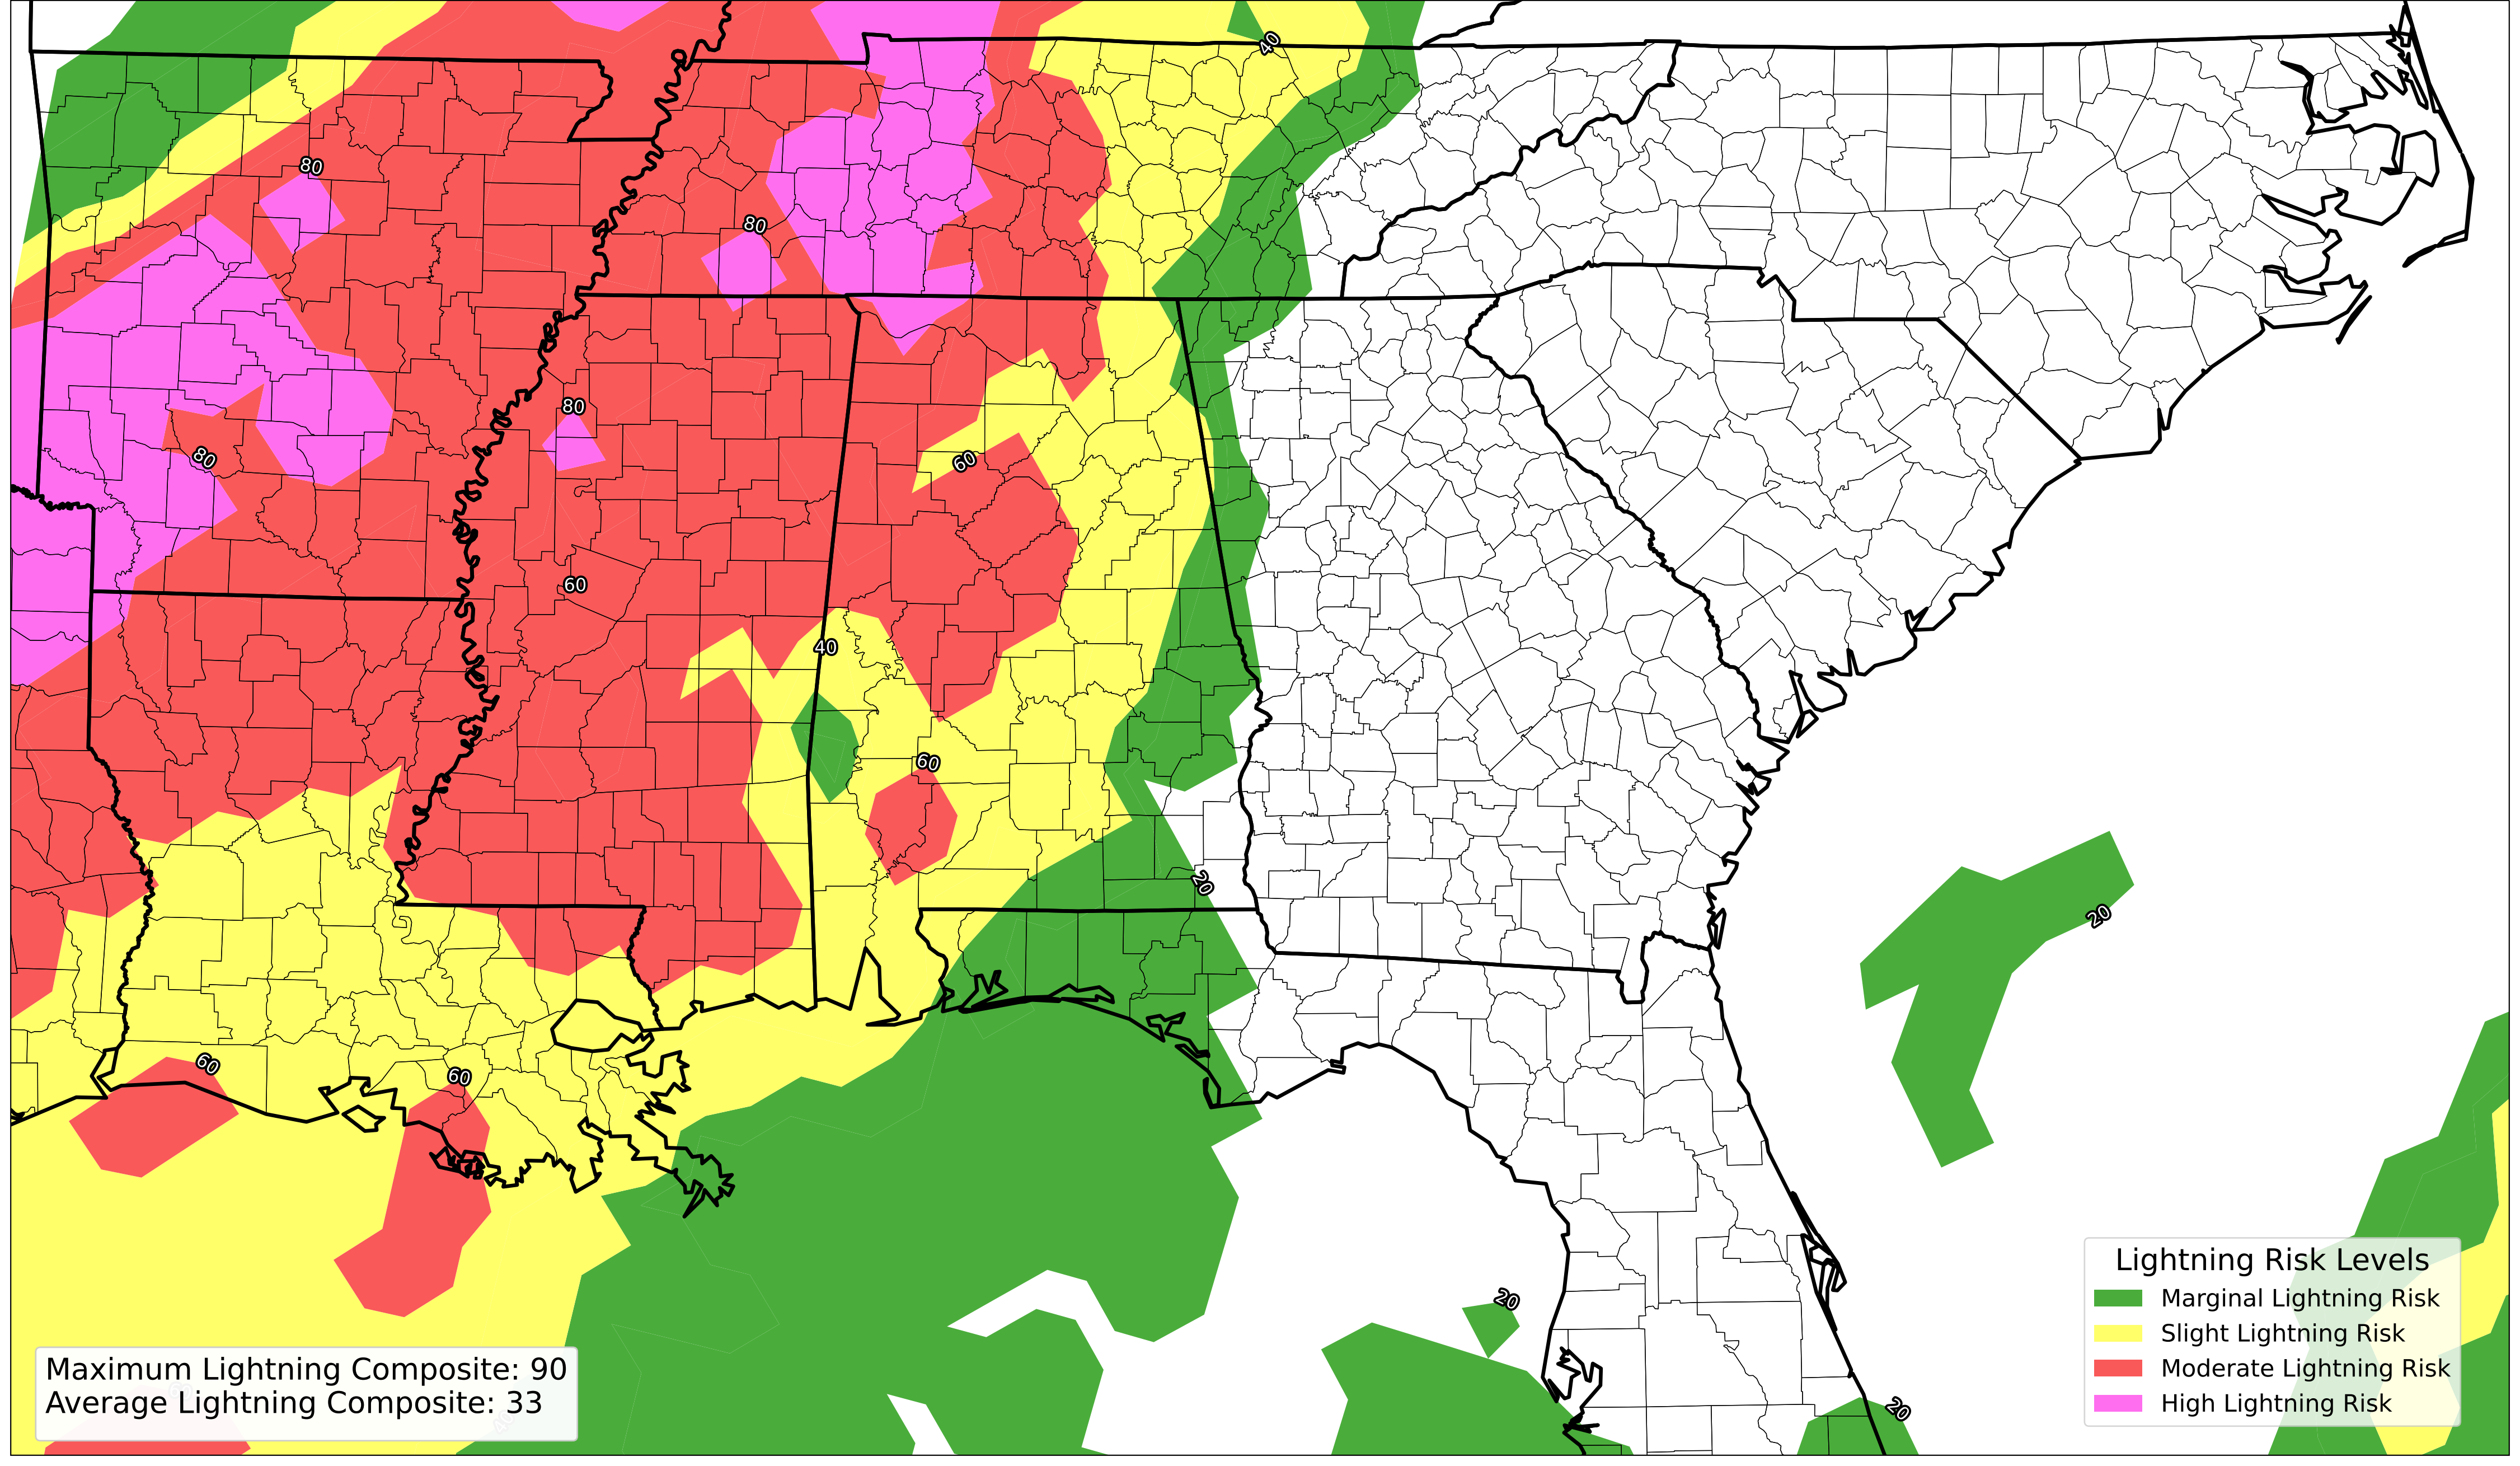 40
80
80
80
80
60
60
40
60
20
20
60
60
20
20
Lightning Risk Levels
Marginal Lightning Risk
Slight Lightning Risk
Moderate Lightning Risk
High Lightning Risk
Maximum Lightning Composite: 90
Average Lightning Composite: 33
40